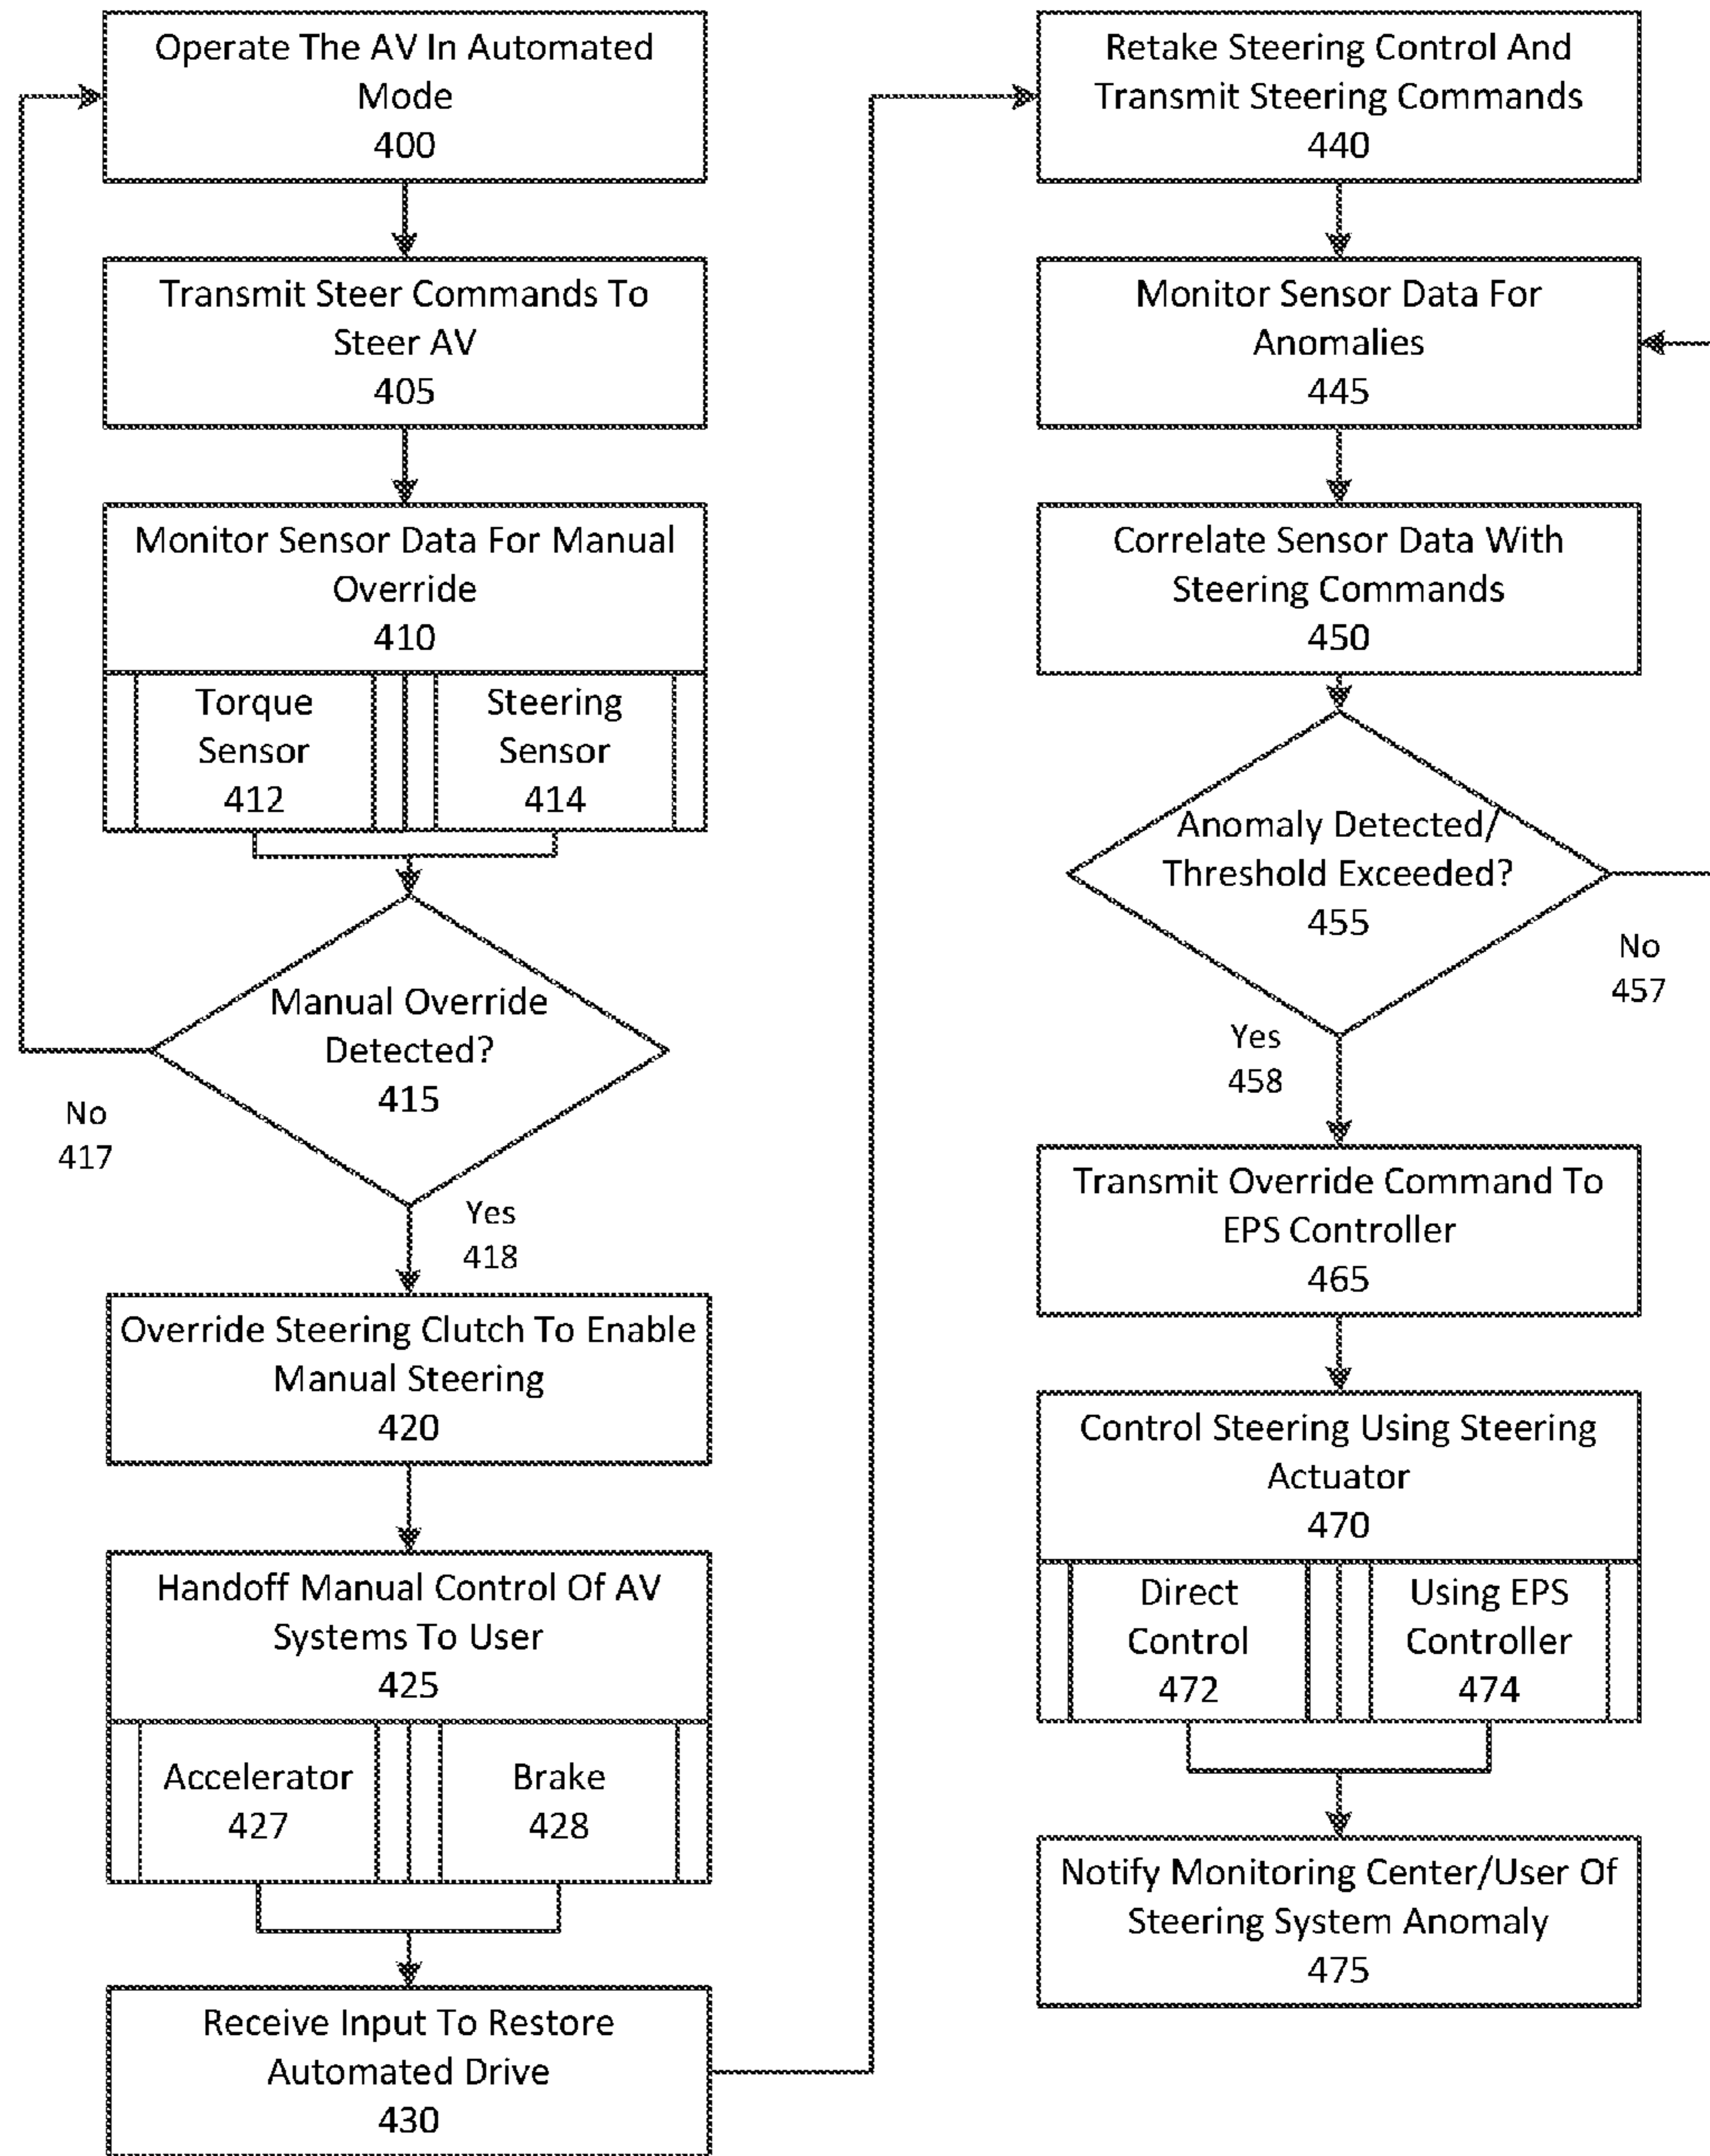 Operate The AV In Automated
Mode
400
Transmit Steer Commands To
Steer AV
405
Monitor Sensor Data For Manual
Override
410
Torque
Sensor
412
Steering
Sensor
414
Manual Override
Detected?
415
No
417
Yes
418
Override Steering Clutch To Enable
Manual Steering
420
Handoff Manual Control Of AV
Systems To User
425
Accelerator
427
Brake
428
Receive Input To Restore
Automated Drive
430
Retake Steering Control And
Transmit Steering Commands
440
Monitor Sensor Data For
Anomalies
445
Correlate Sensor Data With
Steering Commands
450
Anomaly Detected/
Threshold Exceeded?
455
No
457
Yes
458
Transmit Override Command To
EPS Controller
465
Control Steering Using Steering
Actuator
470
Direct
Control
472
Using EPS
Controller
474
Notify Monitoring Center/User Of
Steering System Anomaly
475